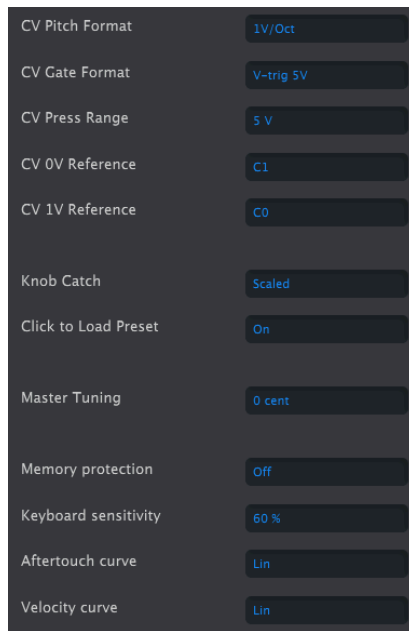 CV Pitch Format 1V/Oct
CV Gate Format V-trig 5V
CV Press Range 5 V
CV 0V Reference C1
CV 1V Reference C0
Knob Catch Scaled
Click to Load Preset On
Master Tuning 0 cent
Memory protection Off
Keyboard sensitivity 60 %
Aftertouch curve Lin
Velocity curve Lin